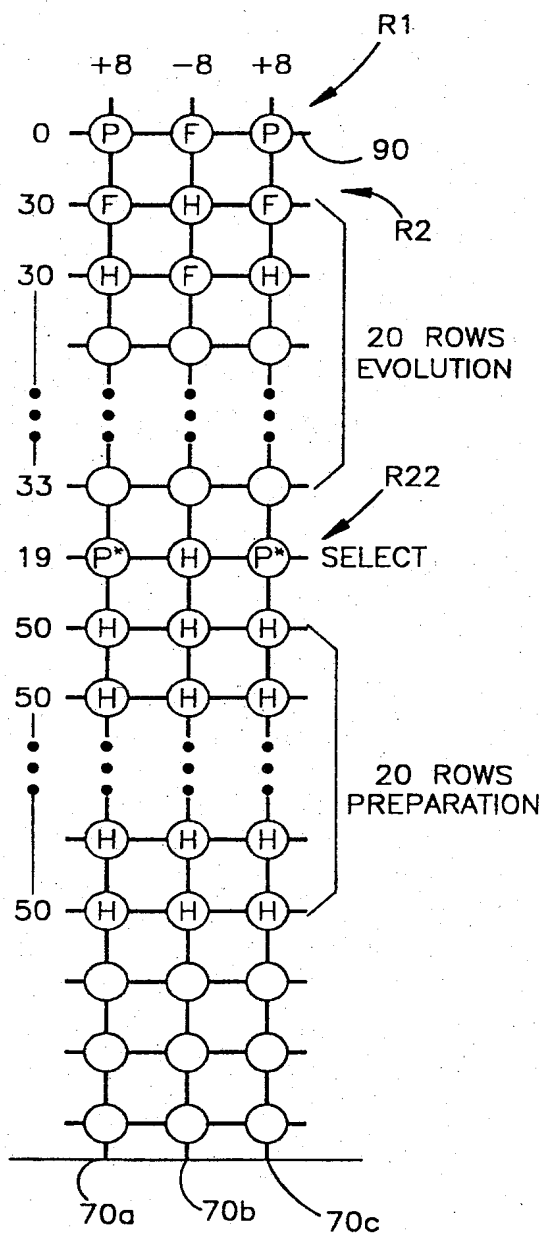 R1
+8 -8 +8
0 P F P 90
30 F H F R2
30 H F H
20 ROWS
EVOLUTION
33 R22
19 P* H P* SELECT
50 H H H
50 H H H
20 ROWS
PREPARATION
H H H
50 H H H
70a 70b 70c